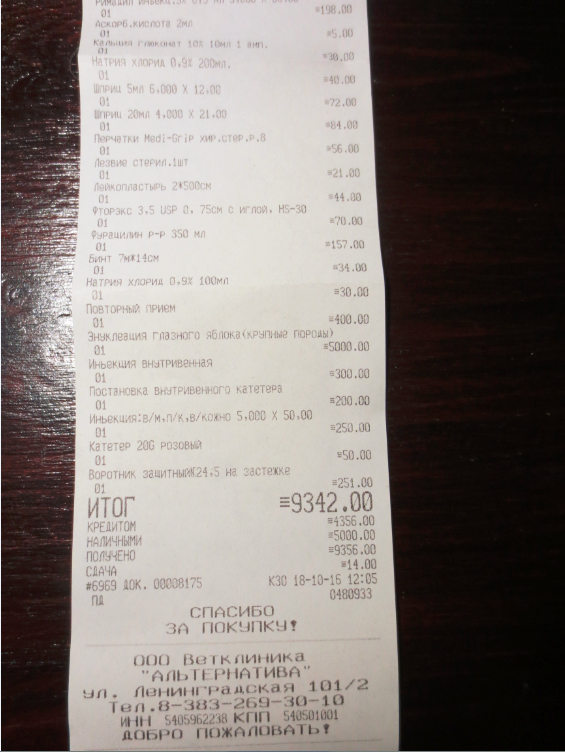 Римадил инъекц.
≡198.00
01
Аскорб.кислота 2мл
≡5.00
01
Кальция глюконат 10% 10мл 1 амп.
≡30.00
01
Натрия хлорид 0,9% 200мл.
≡40.00
01
Шприц 5мл 6,000 X 12,00
≡72.00
01
Шприц 20мл 4,000 X 21,00
≡84.00
01
Перчатки Medi-Grip хир.стер.р.8
≡56.00
01
Лезвие стерил.1шт
≡21.00
01
Лейкопластырь 2*500см
≡44.00
01
Фторэкс 3,5 USP 0, 75см с иглой, HS-30
≡70.00
01
Фурацилин р-р 350 мл
≡157.00
01
Бинт 7м*14см
≡34.00
01
Натрия хлорид 0,9% 100мл
≡30.00
01
Повторный прием
≡400.00
01
Энуклеация глазного яблока(крупные породы)
≡5000.00
01
Иньекция внутривенная
≡300.00
01
Постановка внутривенного катетера
≡200.00
01
Иньекция:в/м,п/к,в/кожно 5,000 X 50,00
≡250.00
01
Катетер 20G розовый
≡50.00
01
Воротник защитный№24,5 на застежке
≡251.00
01
ИТОГ ≡9342.00
КРЕДИТОМ ≡4356.00
НАЛИЧНЫМИ ≡5000.00
ПОЛУЧЕНО ≡9356.00
СДАЧА ≡14.00
#6969 ДОК. 00008175 К30 18-10-16 12:05
ПД 0480933
СПАСИБО
ЗА ПОКУПКУ!
ООО Ветклиника
"АЛЬТЕРНАТИВА"
ул. Ленинградская 101/2
Тел.8-383-269-30-10
ИНН 5405962238 КПП 540501001
ДОБРО ПОЖАЛОВАТЬ!